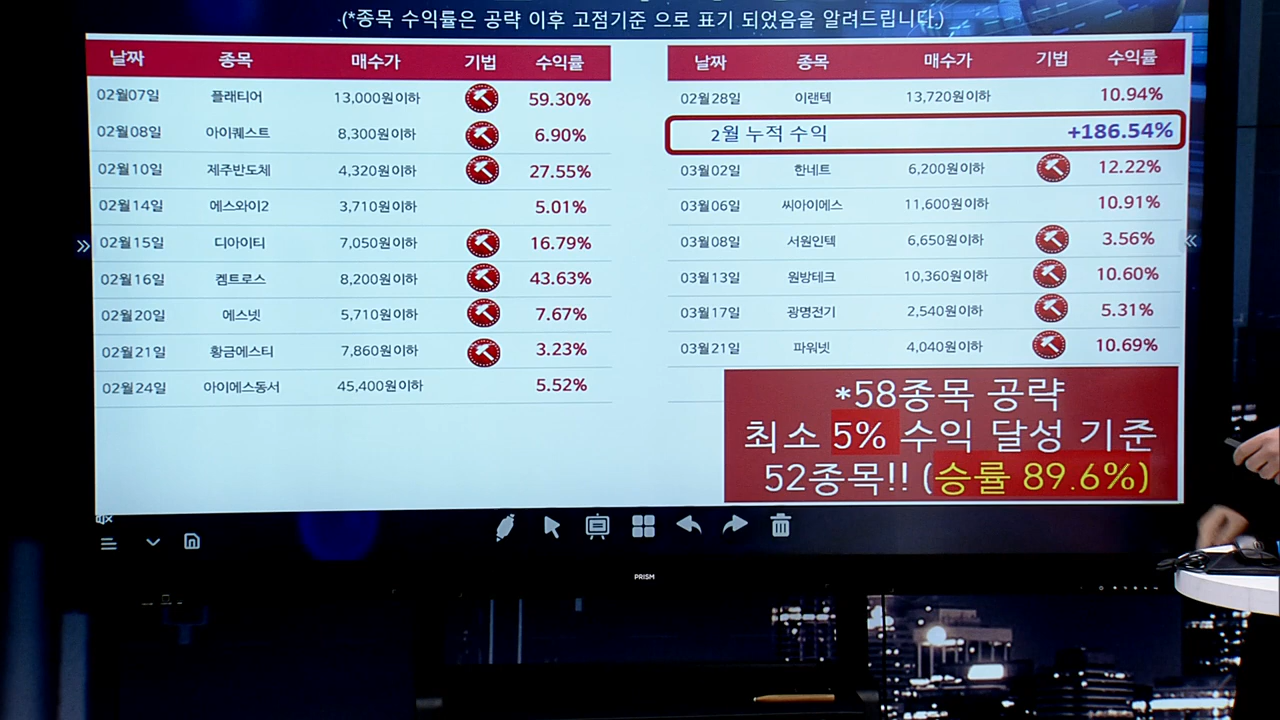 (*종목 수익률은 공략 이후 고점기준 으로 표기 되었음을 알려드립니다.)
날짜 종목 매수가 기법 수익률
02월07일 플래티어 13,000원이하 59.30%
02월08일 아이퀘스트 8,300원이하 6.90%
02월10일 제주반도체 4,320원이하 27.55%
02월14일 에스와이2 3,710원이하 5.01%
02월15일 디아이티 7,050원이하 16.79%
02월16일 켐트로스 8,200원이하 43.63%
02월20일 에스넷 5,710원이하 7.67%
02월21일 황금에스티 7,860원이하 3.23%
02월24일 아이에스동서 45,400원이하 5.52%
날짜 종목 매수가 기법 수익률
02월28일 이랜텍 13,720원이하 10.94%
2월 누적 수익 +186.54%
03월02일 한네트 6,200원이하 12.22%
03월06일 씨아이에스 11,600원이하 10.91%
03월08일 서원인텍 6,650원이하 3.56%
03월13일 원방테크 10,360원이하 10.60%
03월17일 광명전기 2,540원이하 5.31%
03월21일 파워넷 4,040원이하 10.69%
*58종목 공략
최소 5% 수익 달성 기준
52종목!! (승률 89.6%)
PRISM